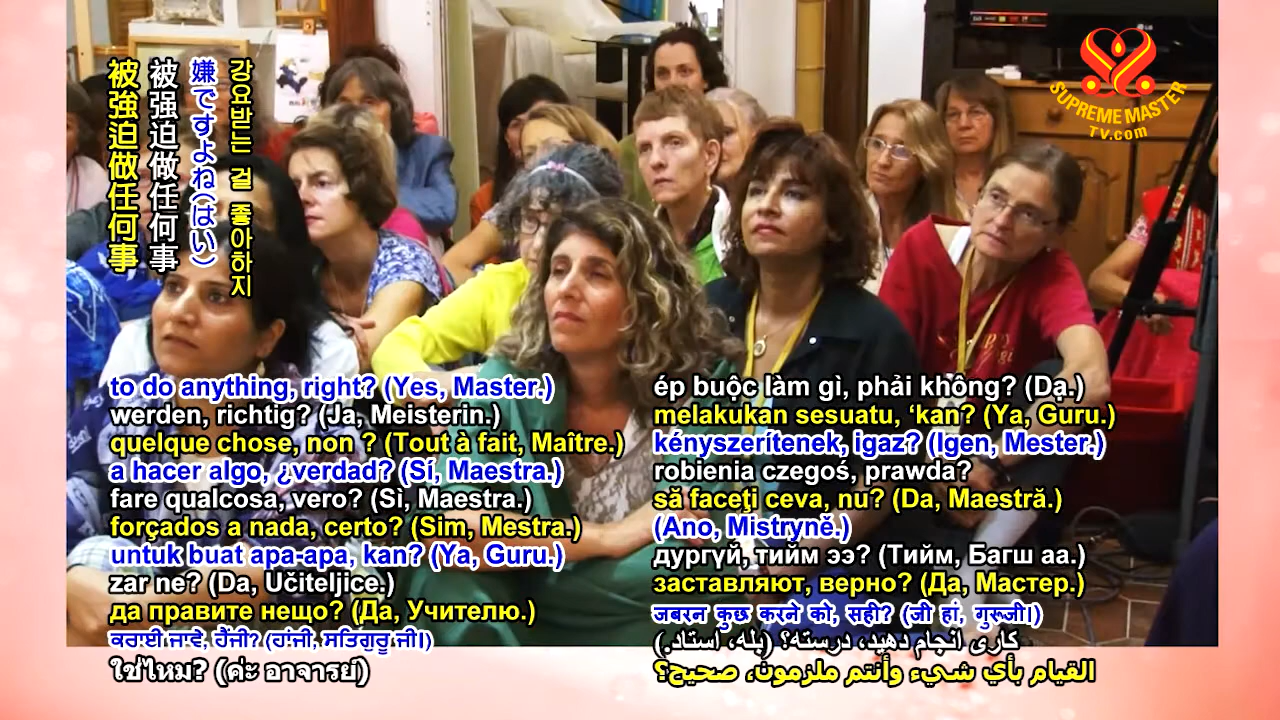 被強迫做任何事
被强迫做任何事
嫌ですよね(はい)
강요받는 걸 좋아하지
SUPREME MASTER
TV.com
to do anything, right? (Yes, Master.)
werden, richtig? (Ja, Meisterin.)
quelque chose, non ? (Tout à fait, Maître.)
a hacer algo, ¿verdad? (Sí, Maestra.)
fare qualcosa, vero? (Sì, Maestra.)
forçados a nada, certo? (Sim, Mestra.)
untuk buat apa-apa, kan? (Ya, Guru.)
zar ne? (Da, Učiteljice.)
да правите нещо? (Да, Учителю.)
ਕਰਾਈ ਜਾਵੇ, ਹੈਂਜੀ? (ਹਾਂਜੀ, ਸਤਿਗੁਰੂ ਜੀ।)
ใช่ไหม? (ค่ะ อาจารย์)
ép buộc làm gì, phải không? (Dạ.)
melakukan sesuatu, ‘kan? (Ya, Guru.)
kényszerítenek, igaz? (Igen, Mester.)
robienia czegoś, prawda?
să faceţi ceva, nu? (Da, Maestră.)
(Ano, Mistryně.)
дургүй, тийм ээ? (Тийм, Багш аа.)
заставляют, верно? (Да, Мастер.)
जबरन कुछ करने को, सही? (जी हां, गुरूजी।)
کاری انجام دهید، درسته؟ (بله، استاد.)
القيام بأي شيء وأنتم ملزمون، صحيح؟